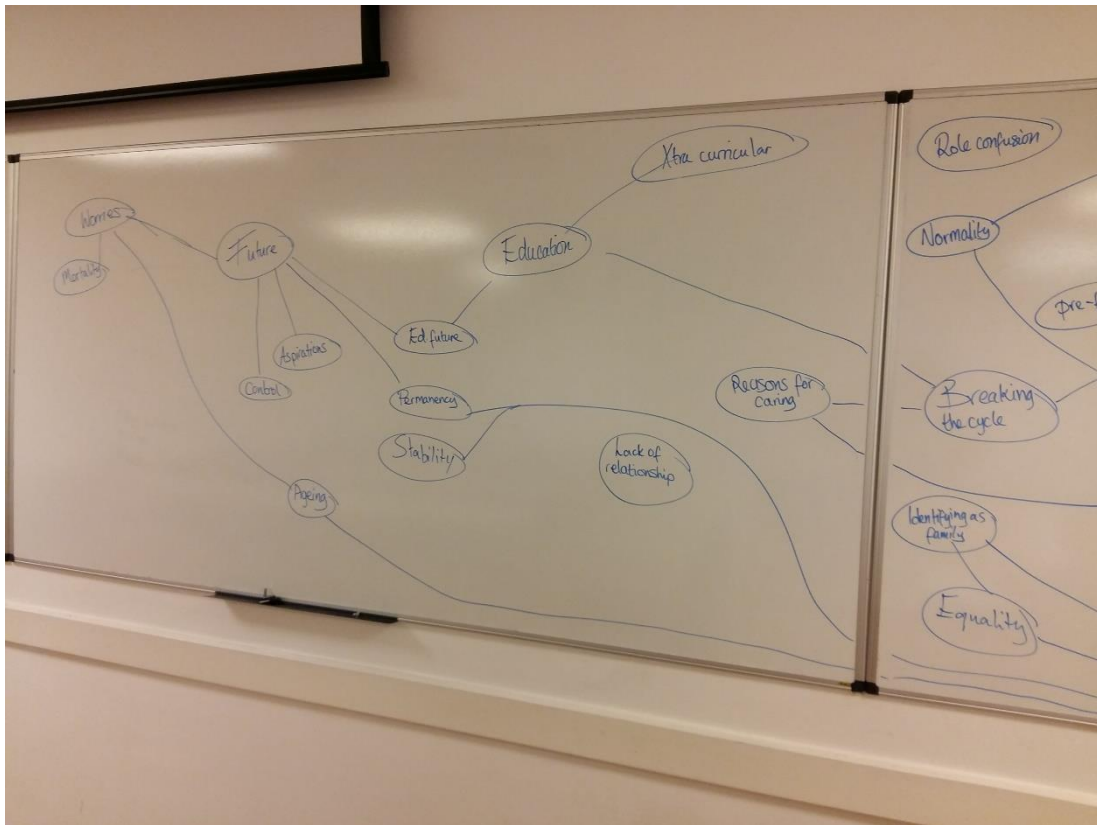 Worries
Mortality
Future
Aspirations
Control
Ed. future
Education
Xtra curricular
Permanency
Stability
Ageing
Lack of
relationship
Reasons for
caring
Role confusion
Normality
Pre-
Breaking
the cycle
Identifying as
family
Equality